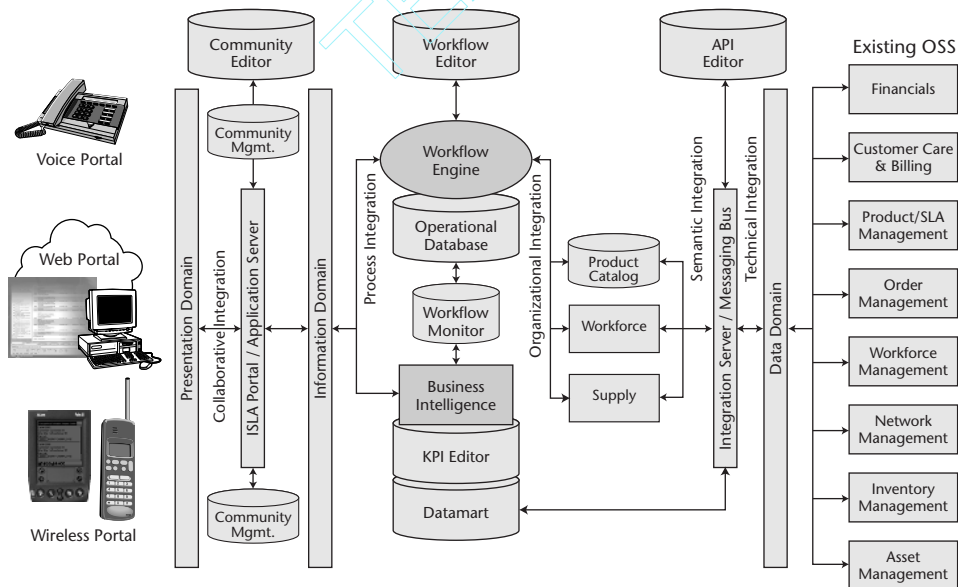 Community
Editor
Workflow
Editor
API
Editor
Existing OSS
Voice Portal
Web Portal
Wireless Portal
Presentation Domain
Collaborative Integration
Community
Mgmt.
ISLA Portal / Application Server
Community
Mgmt.
Information Domain
Process Integration
Workflow
Engine
Operational
Database
Workflow
Monitor
Business
Intelligence
KPI Editor
Datamart
Organizational Integration
Product
Catalog
Workforce
Supply
Semantic Integration
Integration Server / Messaging Bus
Technical Integration
Data Domain
Financials
Customer Care
& Billing
Product/SLA
Management
Order
Management
Workforce
Management
Network
Management
Inventory
Management
Asset
Management